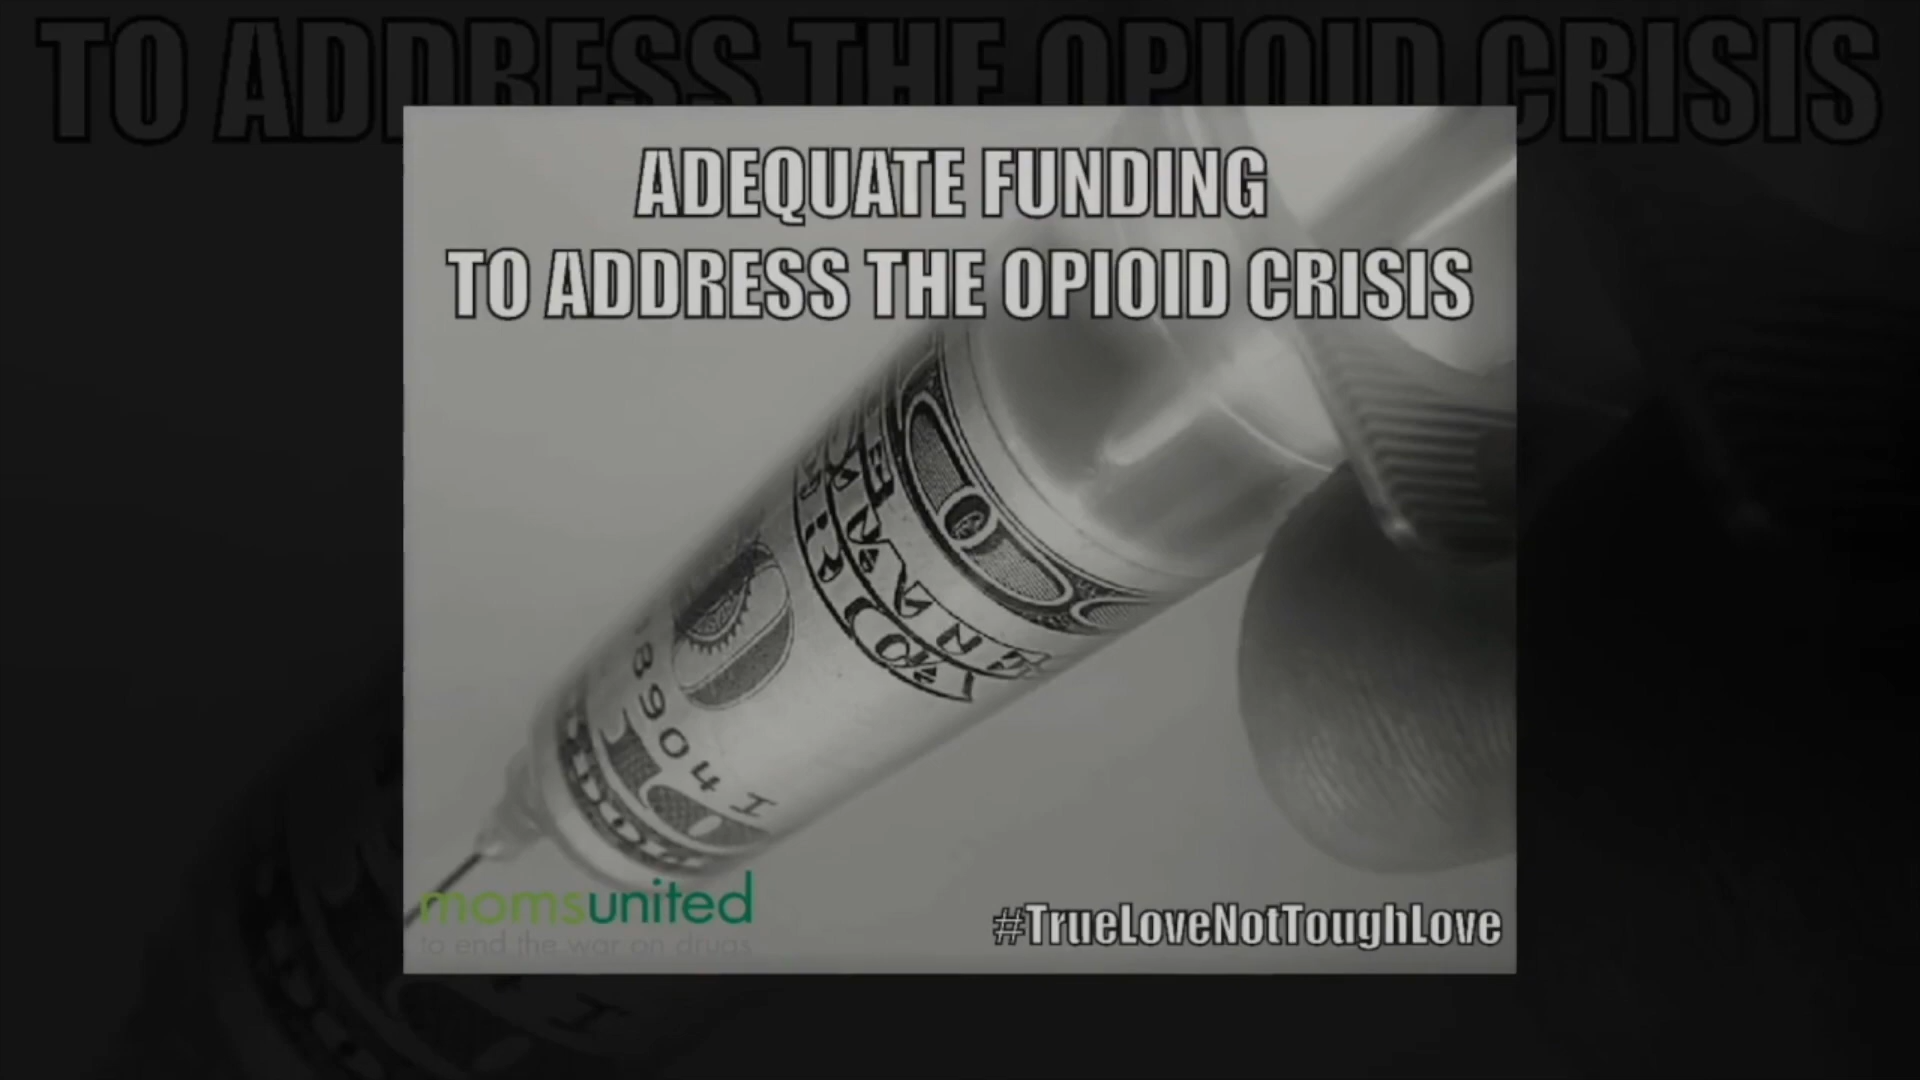 TO ADDRESS THE OPIOID CRISIS
ADEQUATE FUNDING
TO ADDRESS THE OPIOID CRISIS
momsunited
to end the war on drugs
#TrueLoveNotToughLove